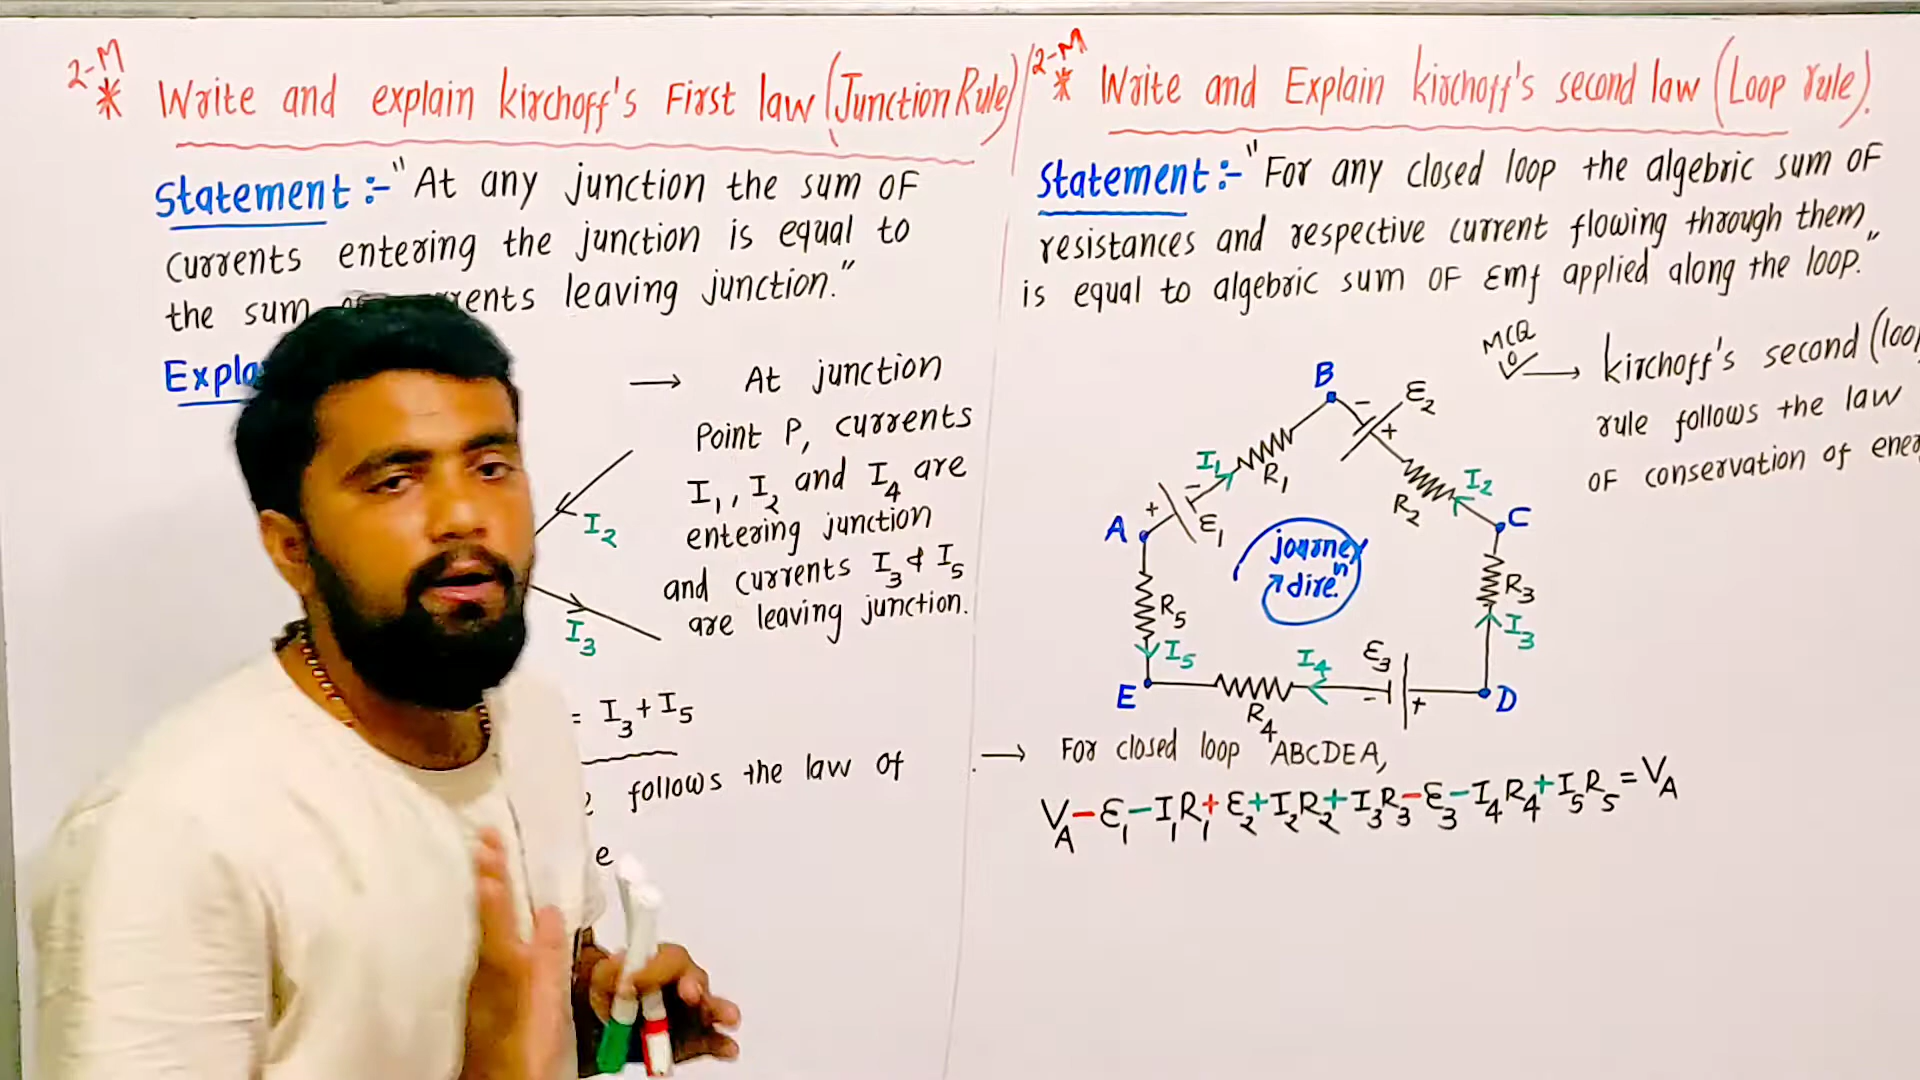 2-M
* Write and explain kirchoff's First law (Junction Rule)
Statement :- "At any junction the sum OF
currents entering the junction is equal to
the sum rents leaving junction."
→ At junction
Point P, currents
I1, I2 and I4 are
entering junction
and currents I3 & I5
are leaving junction.
I2
I3
= I3 + I5
follows the law of
e
2-M
* Write and Explain kirchoff's second law (Loop rule).
Statement :- "For any closed loop the algebric sum OF
resistances and respective current flowing through them
is equal to algebric sum OF Emf applied along the loop."
MCQ
→ kirchoff's second (loo
rule follows the law
OF conservation of ene
B
- ε2
+
I1
R1
I2
R2
C
A
+ -
ε1
journey
diren.
R3
I3
R5
I5
E
R4
I4
ε3
- +
D
→ For closed loop ABCDEA,
VA - ε1 - I1R1 + ε2 + I2R2 + I3R3 - ε3 - I4R4 + I5R5 = VA